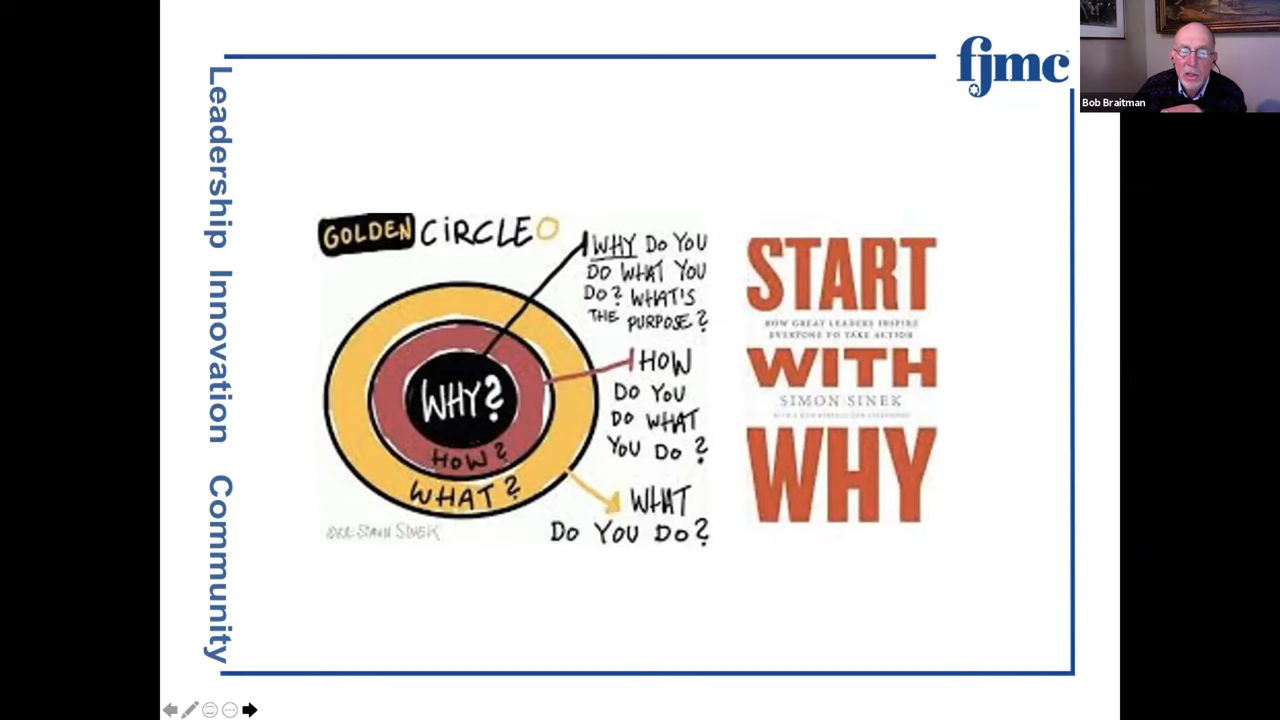 fjmc
Bob Braitman
Leadership Innovation Community
GOLDEN CIRCLE
WHY DO YOU
DO WHAT YOU
DO? WHAT'S
THE PURPOSE?
HOW
DO YOU
DO WHAT
YOU DO?
WHAT
DO YOU DO?
WHY?
HOW?
WHAT?
SIMON SINEK
START
HOW GREAT LEADERS INSPIRE
EVERYONE TO TAKE ACTION
WITH
SIMON SINEK
WHY